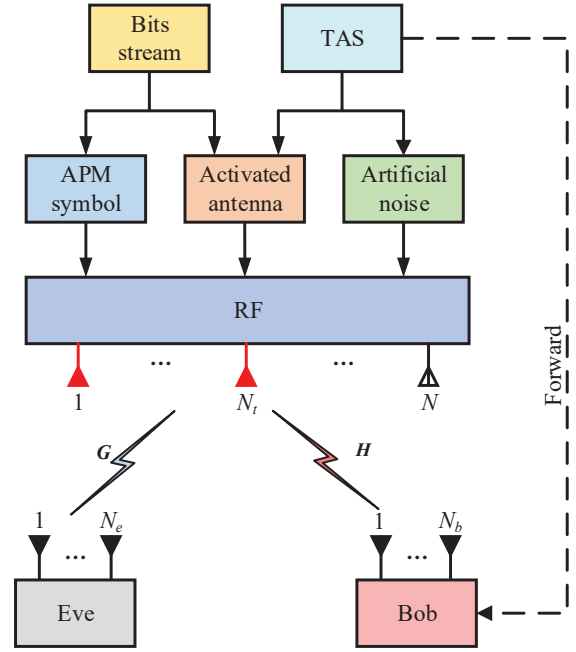 Bits
stream
TAS
APM
symbol
Activated
antenna
Artificial
noise
RF
... ...
1 N_t N
Forward
G H
1 N_e 1 N_b
... ...
Eve Bob